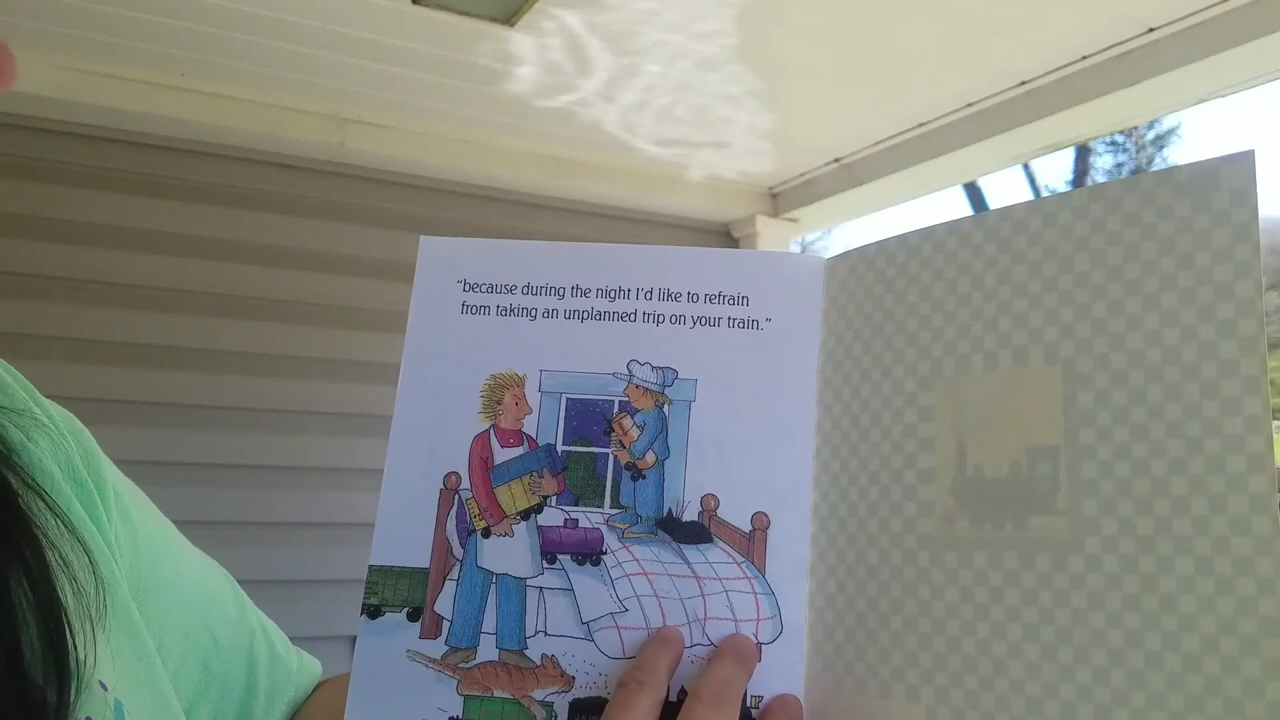 “because during the night I’d like to refrain
from taking an unplanned trip on your train.”